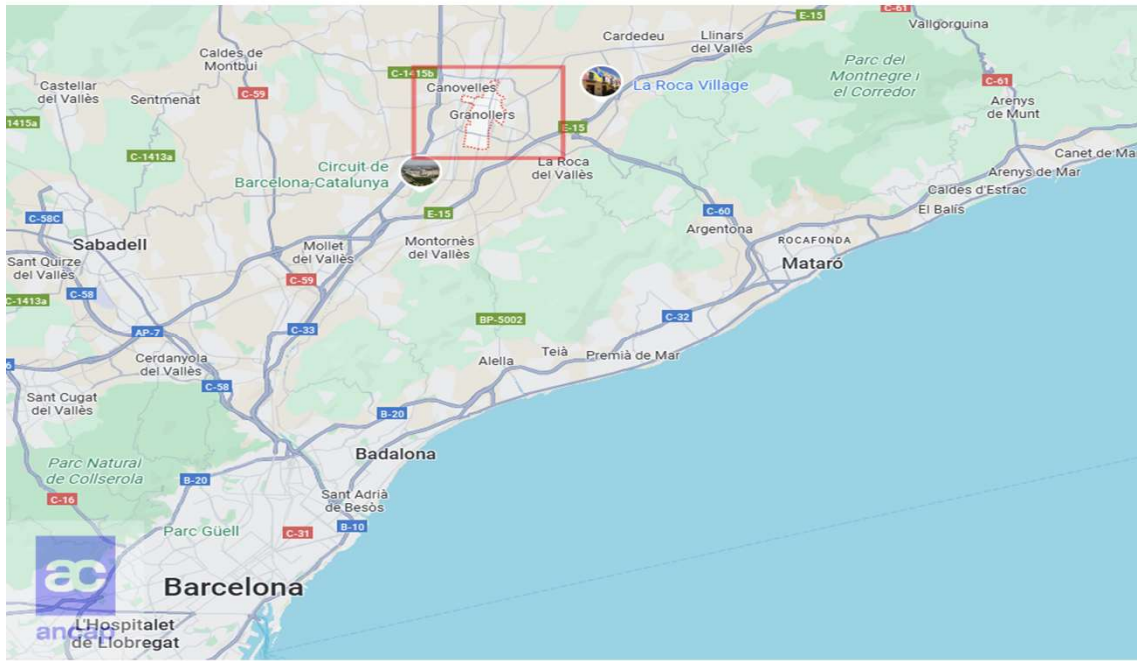 E-15
C-61
Vallgorguina
Cardedeu
Llinars
del Vallès
Caldes de
Montbui
C-1415b
Canovelles
Parc del
Montnegre i
el Corredor
C-61
Castellar
del Vallès
Sentmenat
C-59
La Roca Village
Arenys
de Munt
1415a
Granollers
E-15
C-1413a
Circuit de
Barcelona-Catalunya
La Roca
del Vallès
Canet de Ma
Arenys de Mar
Caldes d'Estrac
El Balís
C-58C
E-15
C-60
Argentona
Sabadell
Mollet
del Vallès
Montornès
del Vallès
ROCAFONDA
Mataró
Sant Quirze
del Vallès
C-59
C-58
C-1413a
BP-5002
C-32
AP-7
C-33
Cerdanyola
del Vallès
Alella
Teià
Premià de Mar
6
C-58
Sant Cugat
del Vallès
B-20
Badalona
Parc Natural
de Collserola
B-20
C-16
Sant Adrià
de Besòs
Parc Güell
C-31
B-10
ac
ancap
Barcelona
L'Hospitalet
de Llobregat